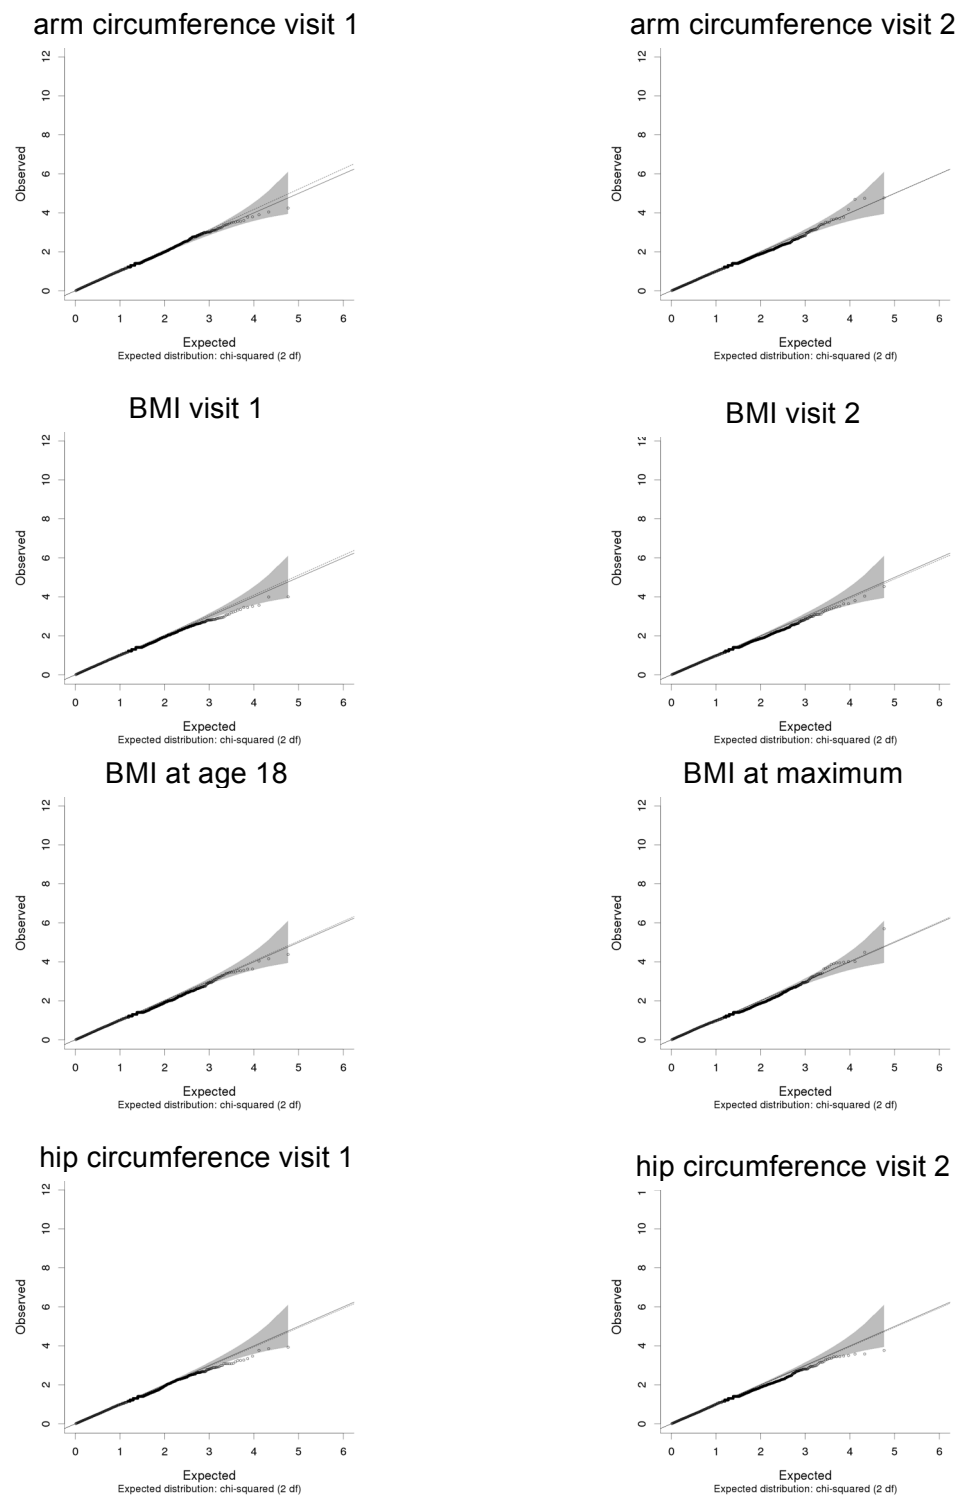 arm circumference visit 1
12
10
8
6
4
2
0
Observed
0 1 2 3 4 5 6
Expected
Expected distribution: chi-squared (2 df)
arm circumference visit 2
12
10
8
6
4
2
0
Observed
0 1 2 3 4 5 6
Expected
Expected distribution: chi-squared (2 df)
BMI visit 1
12
10
8
6
4
2
0
Observed
0 1 2 3 4 5 6
Expected
Expected distribution: chi-squared (2 df)
BMI visit 2
12
10
8
6
4
2
0
Observed
0 1 2 3 4 5 6
Expected
Expected distribution: chi-squared (2 df)
BMI at age 18
12
10
8
6
4
2
0
Observed
0 1 2 3 4 5 6
Expected
Expected distribution: chi-squared (2 df)
BMI at maximum
12
10
8
6
4
2
0
Observed
0 1 2 3 4 5 6
Expected
Expected distribution: chi-squared (2 df)
hip circumference visit 1
12
10
8
6
4
2
0
Observed
0 1 2 3 4 5 6
Expected
Expected distribution: chi-squared (2 df)
hip circumference visit 2
10
8
6
4
2
0
Observed
0 1 2 3 4 5 6
Expected
Expected distribution: chi-squared (2 df)